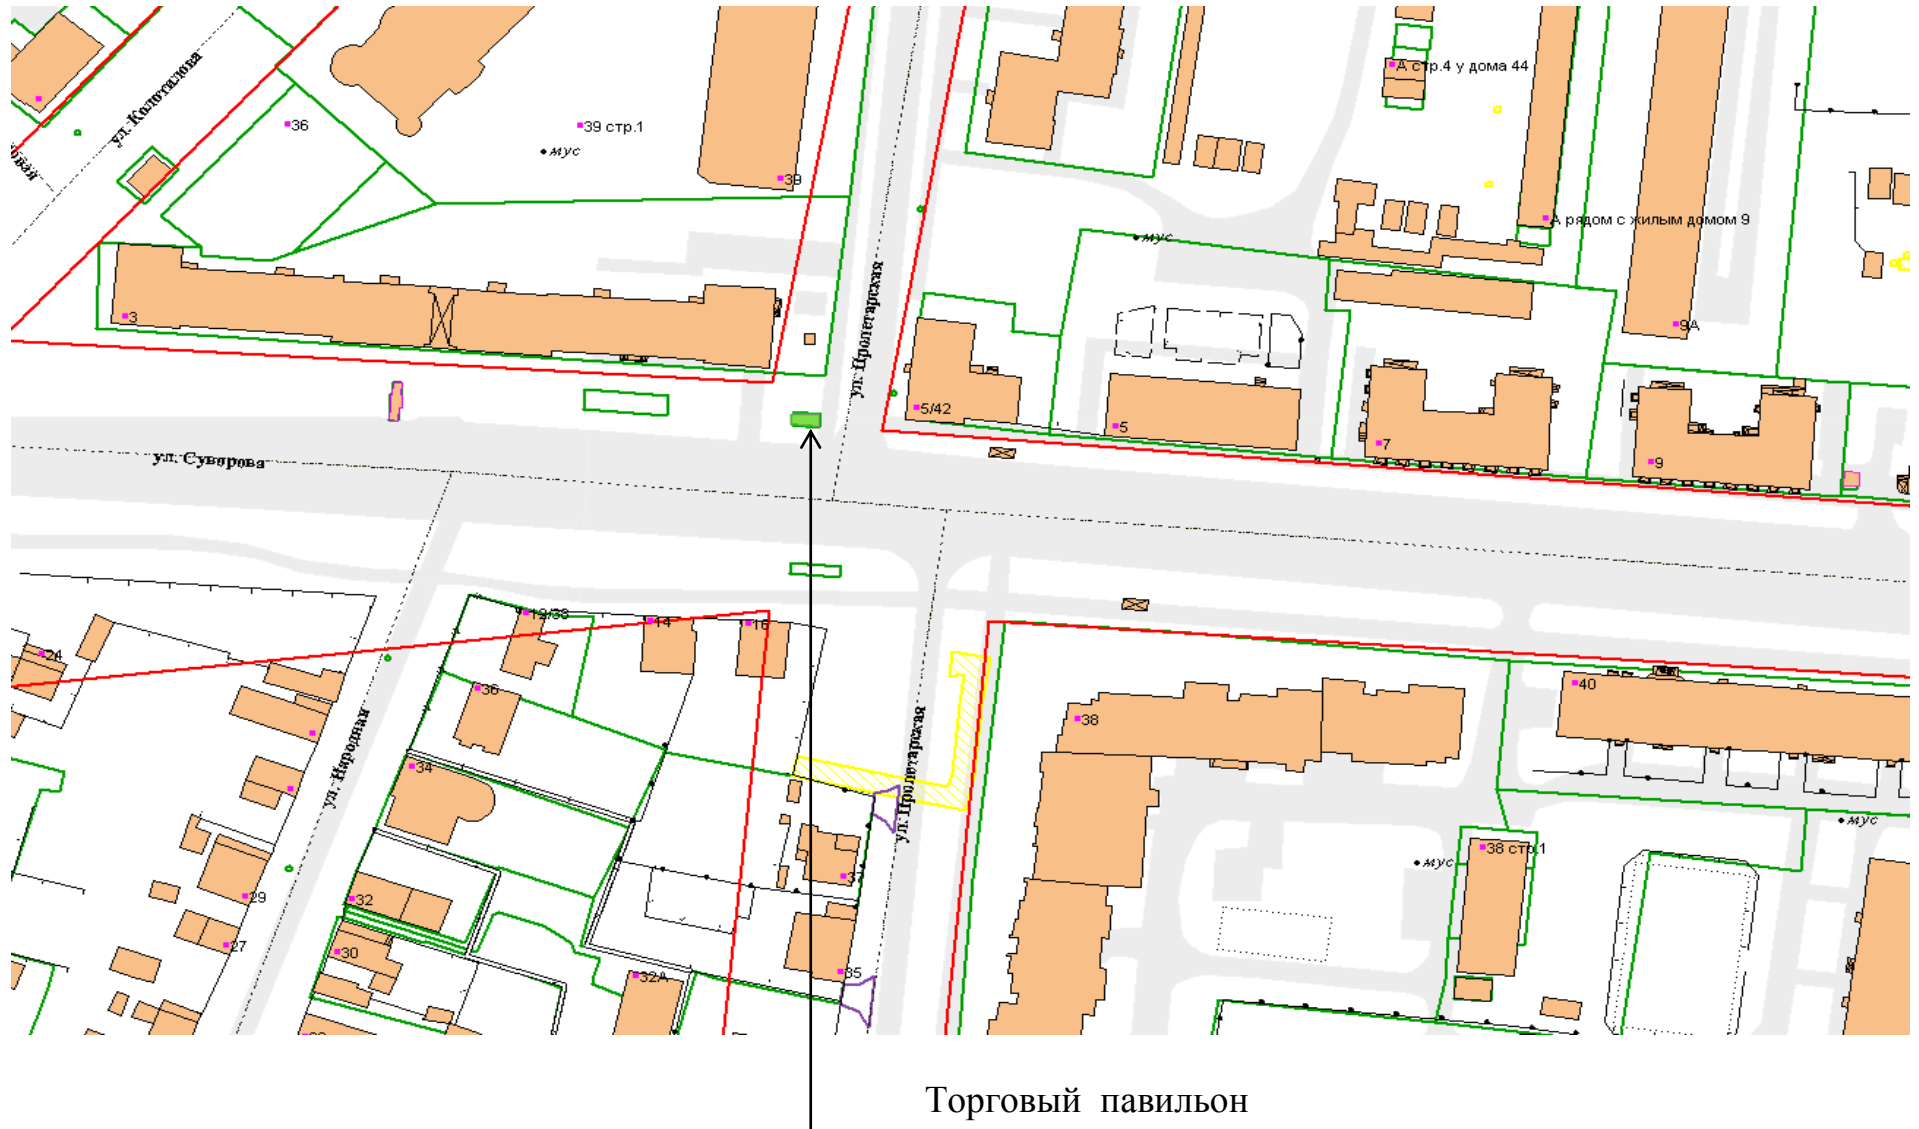 ул. Колотилова
овая
36
39 стр.1
мус
39
А стр.4 у дома 44
А рядом с жилым домом 9
мус
3
ул. Пролетарская
5/42
5
7
9
9А
ул. Суворова
12/33
14
16
24
36
34
ул. Народная
ул. Пролетарская
38
40
мус
мус
38 стр.1
37
29
32
27
30
32А
35
Торговый павильон